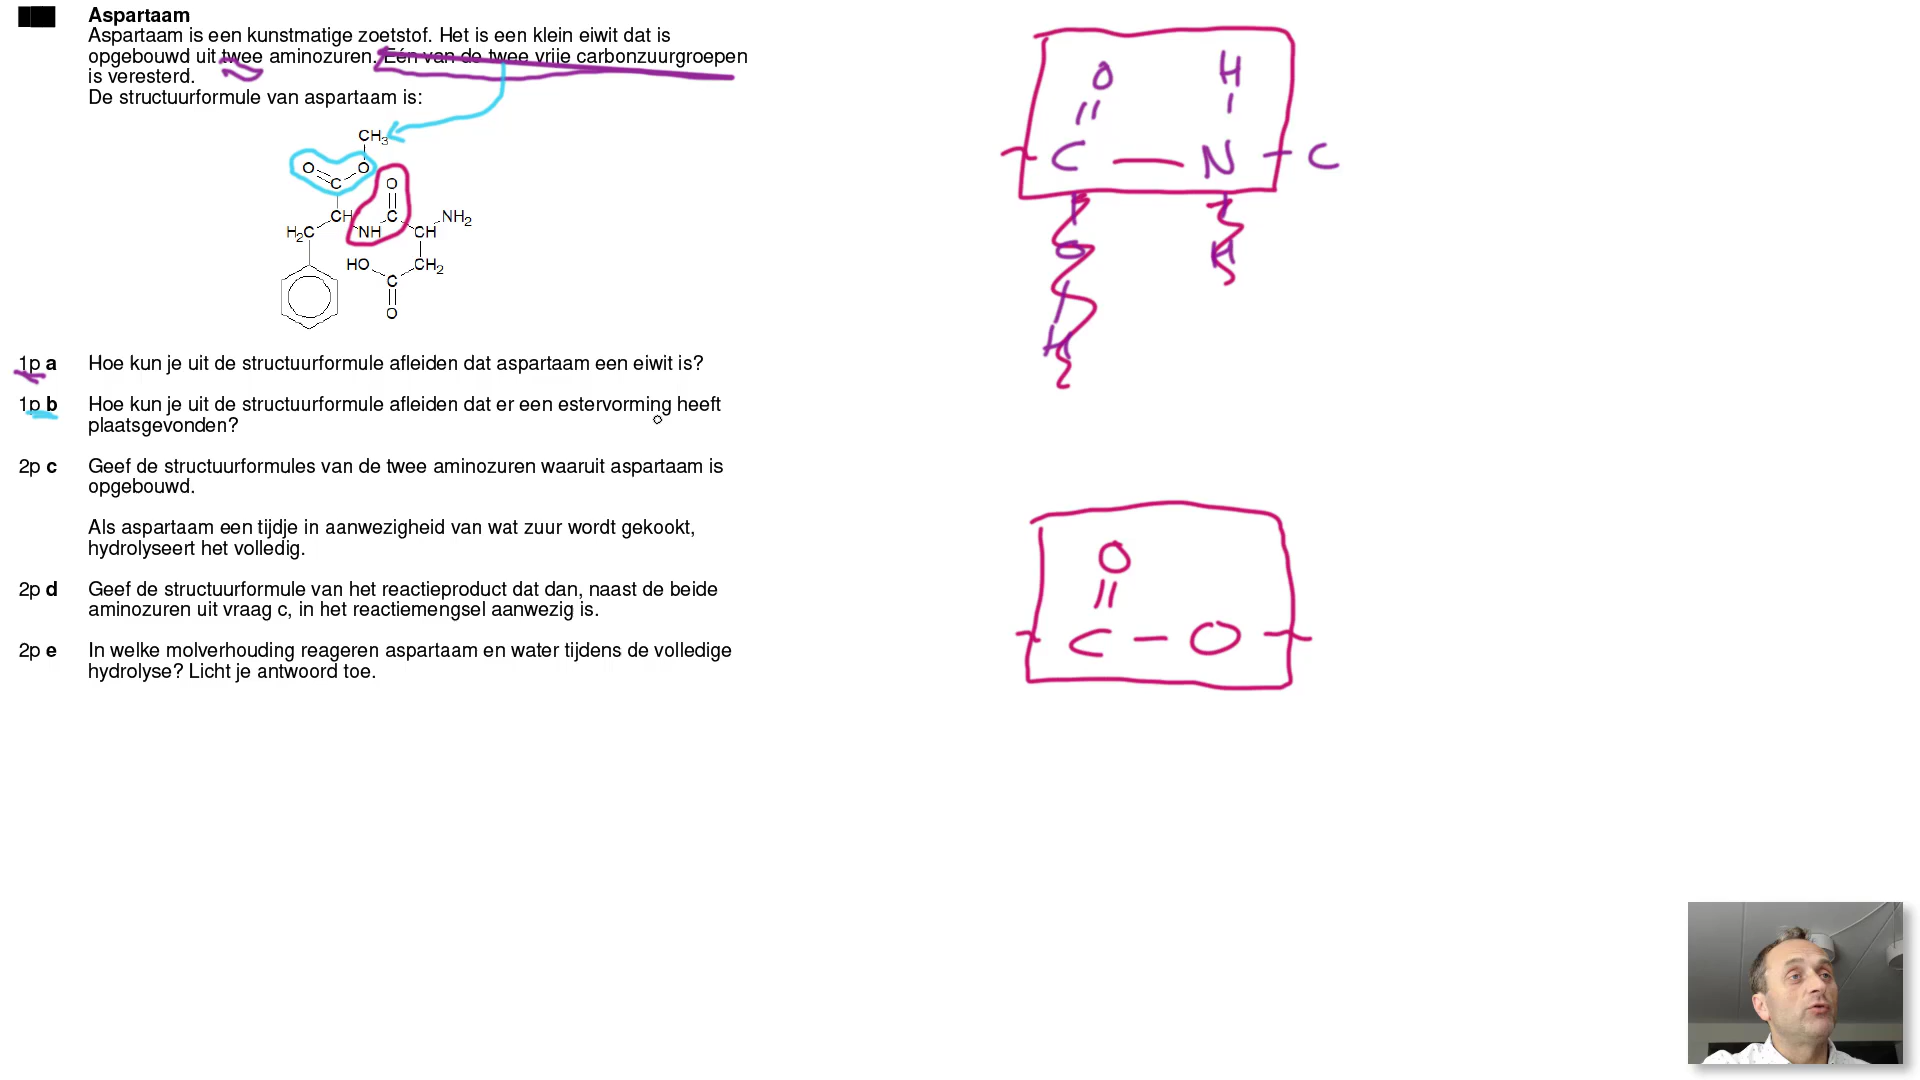 Aspartaam
Aspartaam is een kunstmatige zoetstof. Het is een klein eiwit dat is
opgebouwd uit twee aminozuren. Eén van de twee vrije carbonzuurgroepen
is veresterd.
De structuurformule van aspartaam is:
CH3
O O
C O
CH C NH2
H2C NH CH
HO CH2
C
O
1p a Hoe kun je uit de structuurformule afleiden dat aspartaam een eiwit is?
1p b Hoe kun je uit de structuurformule afleiden dat er een estervorming heeft
plaatsgevonden?
2p c Geef de structuurformules van de twee aminozuren waaruit aspartaam is
opgebouwd.
Als aspartaam een tijdje in aanwezigheid van wat zuur wordt gekookt,
hydrolyseert het volledig.
2p d Geef de structuurformule van het reactieproduct dat dan, naast de beide
aminozuren uit vraag c, in het reactiemengsel aanwezig is.
2p e In welke molverhouding reageren aspartaam en water tijdens de volledige
hydrolyse? Licht je antwoord toe.
O H
C N C
O H
H
O
C O